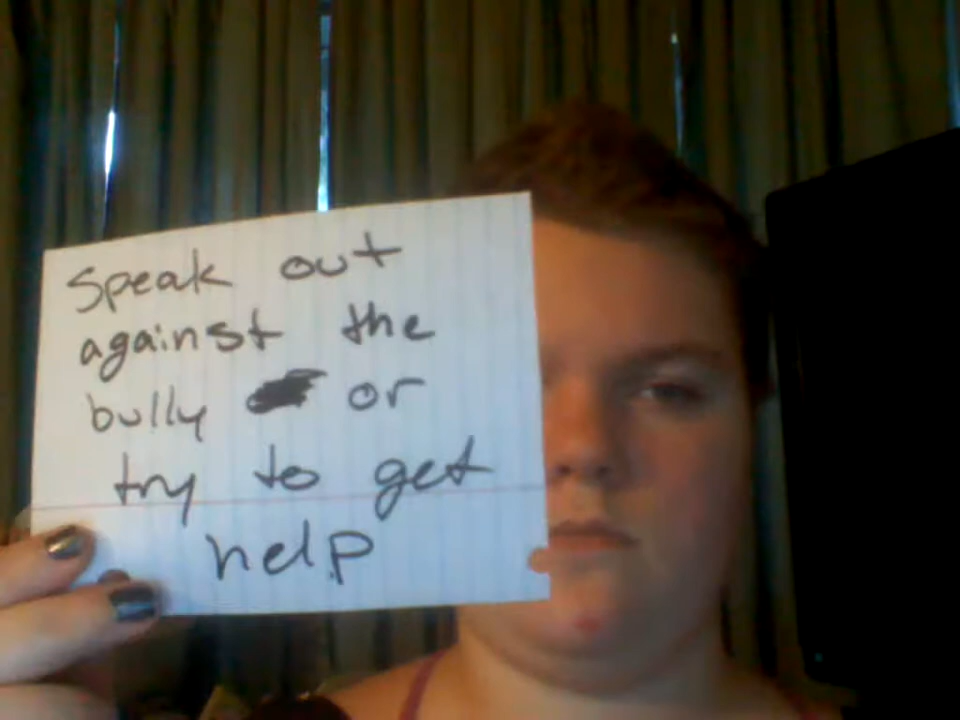 Speak out
against the
bully or
try to get
help